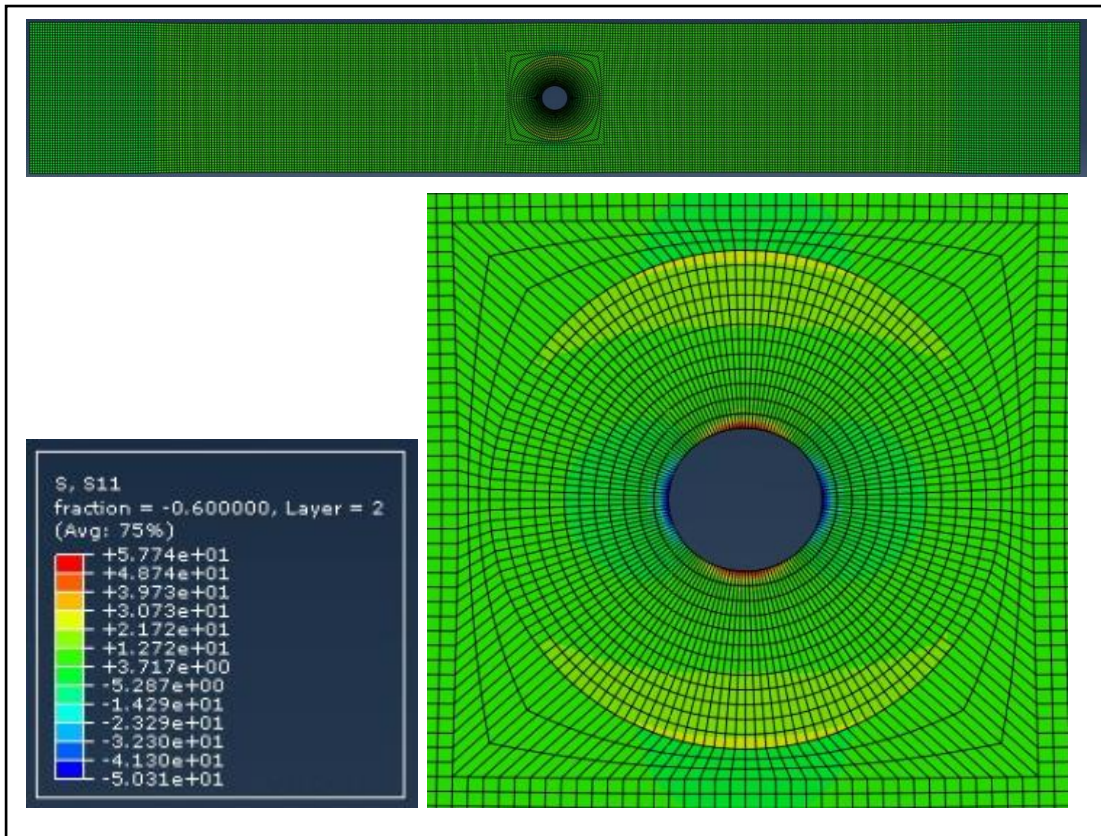 S, S11
fraction = -0.600000, Layer = 2
(Avg: 75%)
+5.774e+01
+4.874e+01
+3.973e+01
+3.073e+01
+2.172e+01
+1.272e+01
+3.717e+00
-5.287e+00
-1.429e+01
-2.329e+01
-3.230e+01
-4.130e+01
-5.031e+01